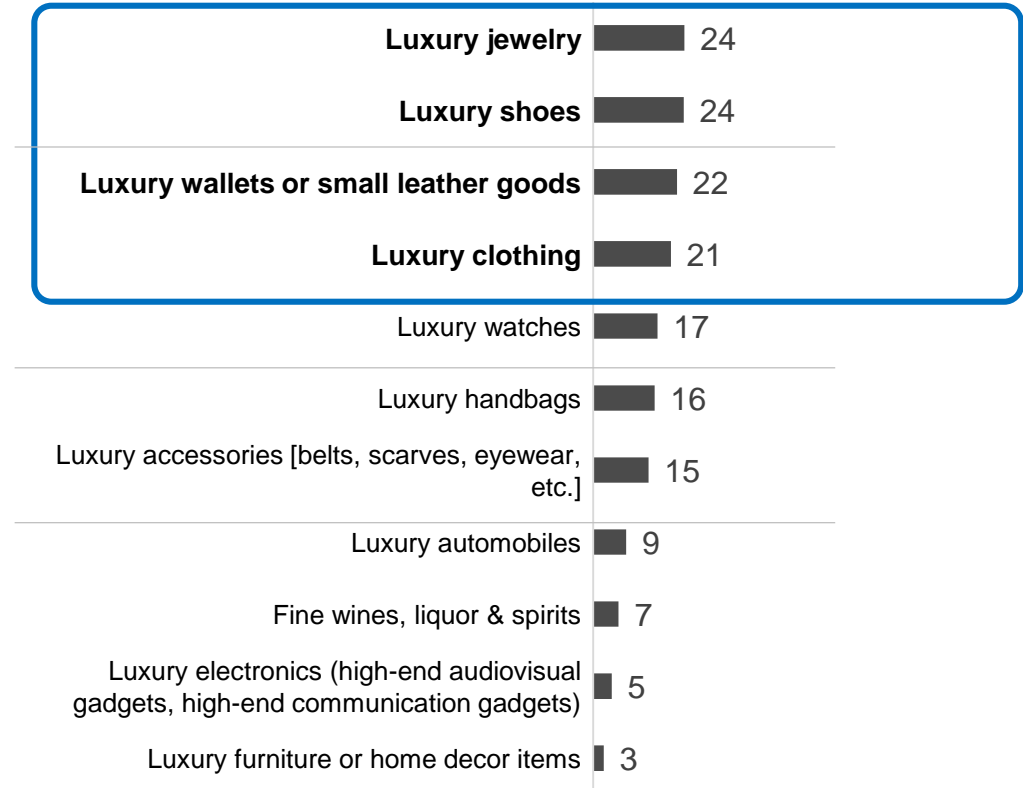 Luxury jewelry 24
Luxury shoes 24
Luxury wallets or small leather goods 22
Luxury clothing 21
Luxury watches 17
Luxury handbags 16
Luxury accessories [belts, scarves, eyewear,
etc.] 15
Luxury automobiles 9
Fine wines, liquor & spirits 7
Luxury electronics (high-end audiovisual
gadgets, high-end communication gadgets) 5
Luxury furniture or home decor items 3